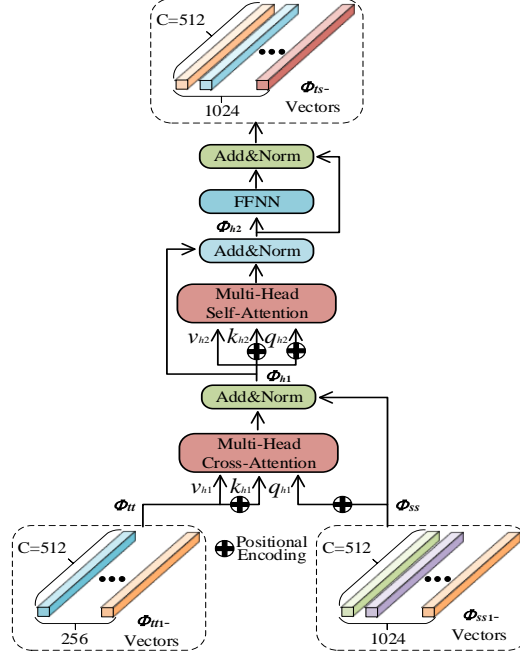 C=512
•••
Φts-
Vectors
1024
Add&Norm
FFNN
Φh2
Add&Norm
Multi-Head
Self-Attention
vh2 kh2 qh2
Φh1
Add&Norm
Multi-Head
Cross-Attention
vh1 kh1 qh1
Φtt
Φss
Positional
Encoding
C=512
•••
Φtt1-
Vectors
256
C=512
•••
Φss1-
Vectors
1024